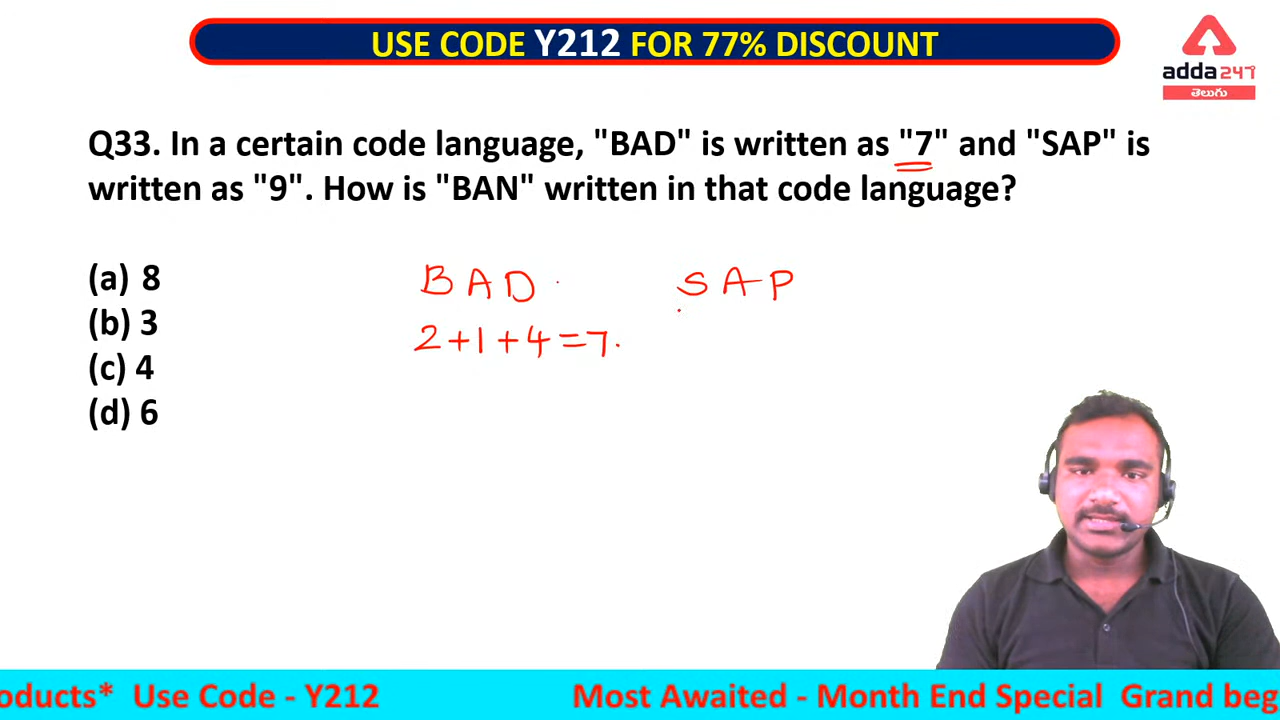 USE CODE Y212 FOR 77% DISCOUNT
adda247
తెలుగు
Q33. In a certain code language, "BAD" is written as "7" and "SAP" is
written as "9". How is "BAN" written in that code language?
(a) 8
(b) 3
(c) 4
(d) 6
BAD
SAP
2+1+4=7.
oducts* Use Code - Y212 Most Awaited - Month End Special Grand beg